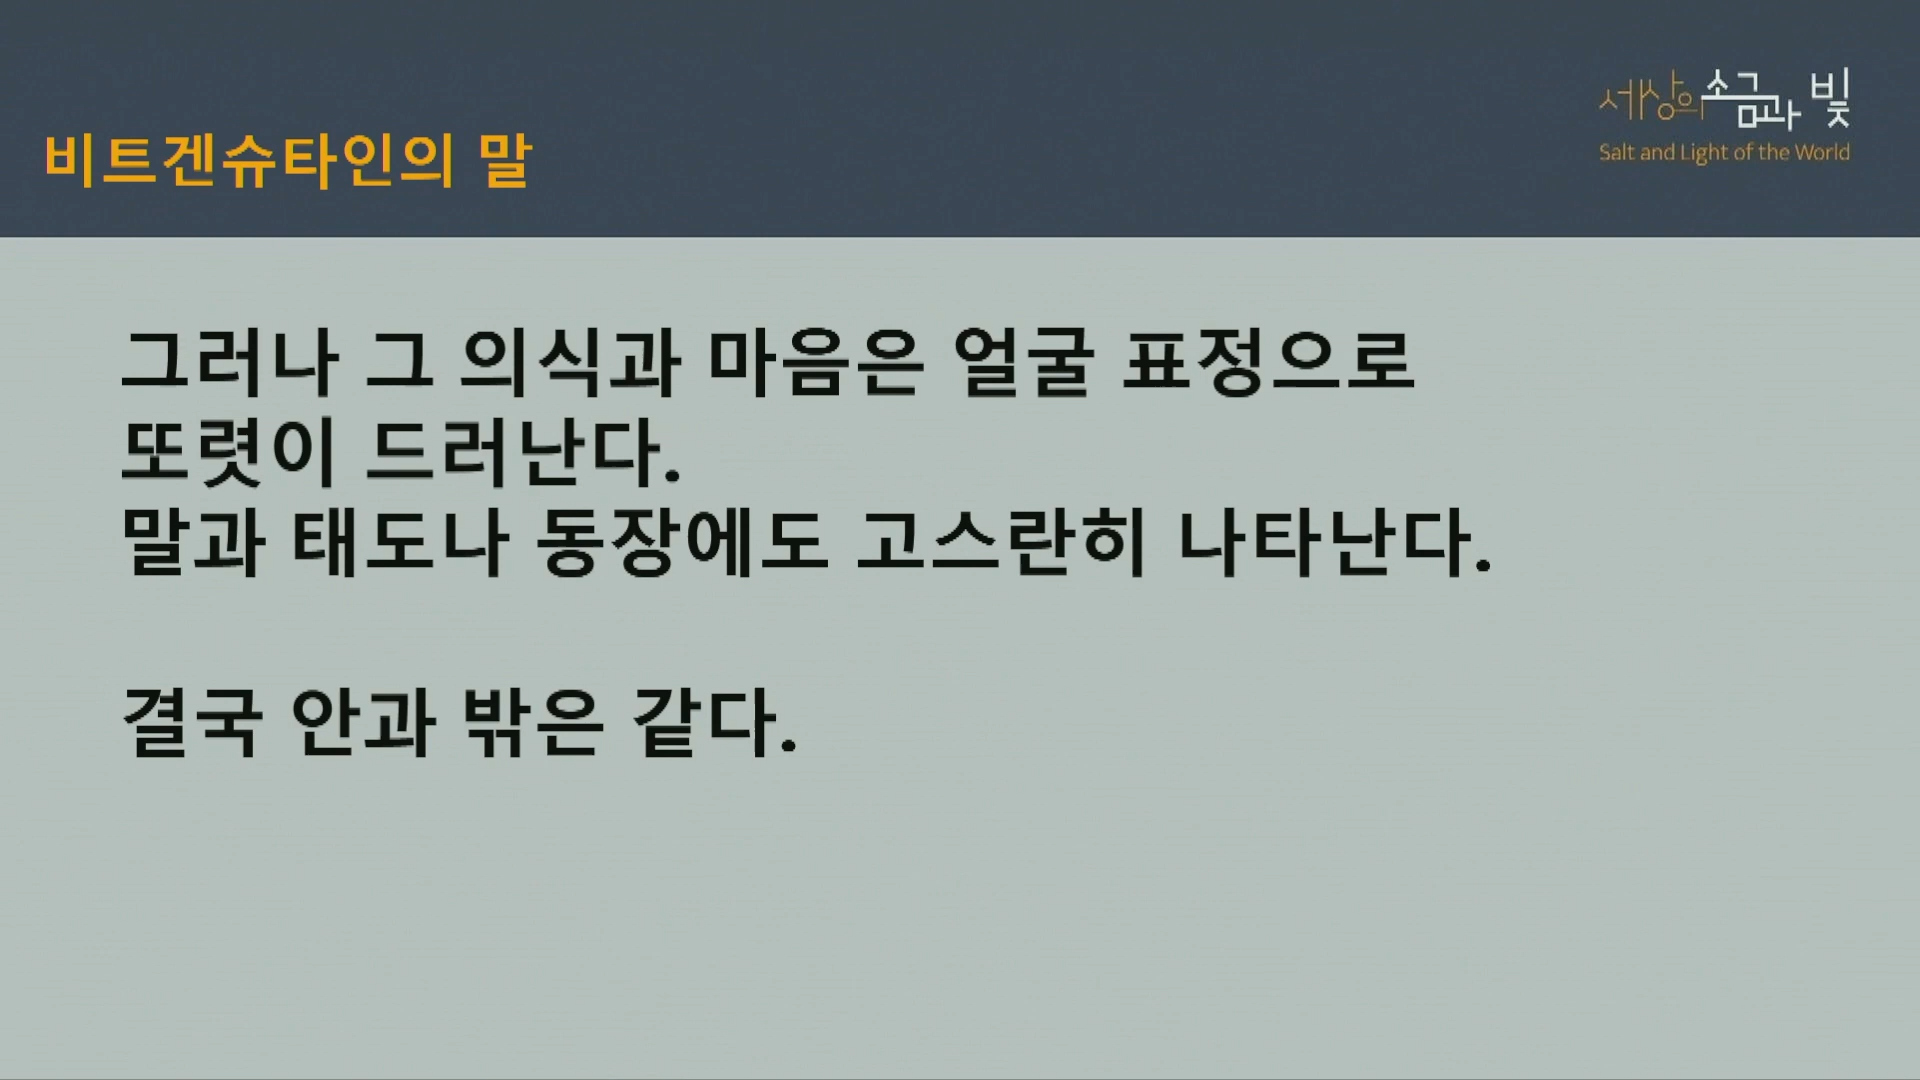 세상의 소금과 빛
Salt and Light of the World
비트겐슈타인의 말
그러나 그 의식과 마음은 얼굴 표정으로
또렷이 드러난다.
말과 태도나 동장에도 고스란히 나타난다.
결국 안과 밖은 같다.